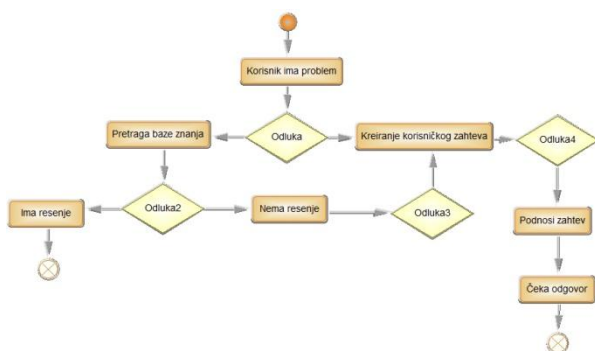 Korisnik ima problem
Pretraga baze znanja
Odluka
Kreiranje korisničkog zahteva
Odluka4
Ima resenje
Odluka2
Nema resenje
Odluka3
Podnosi zahtev
Čeka odgovor